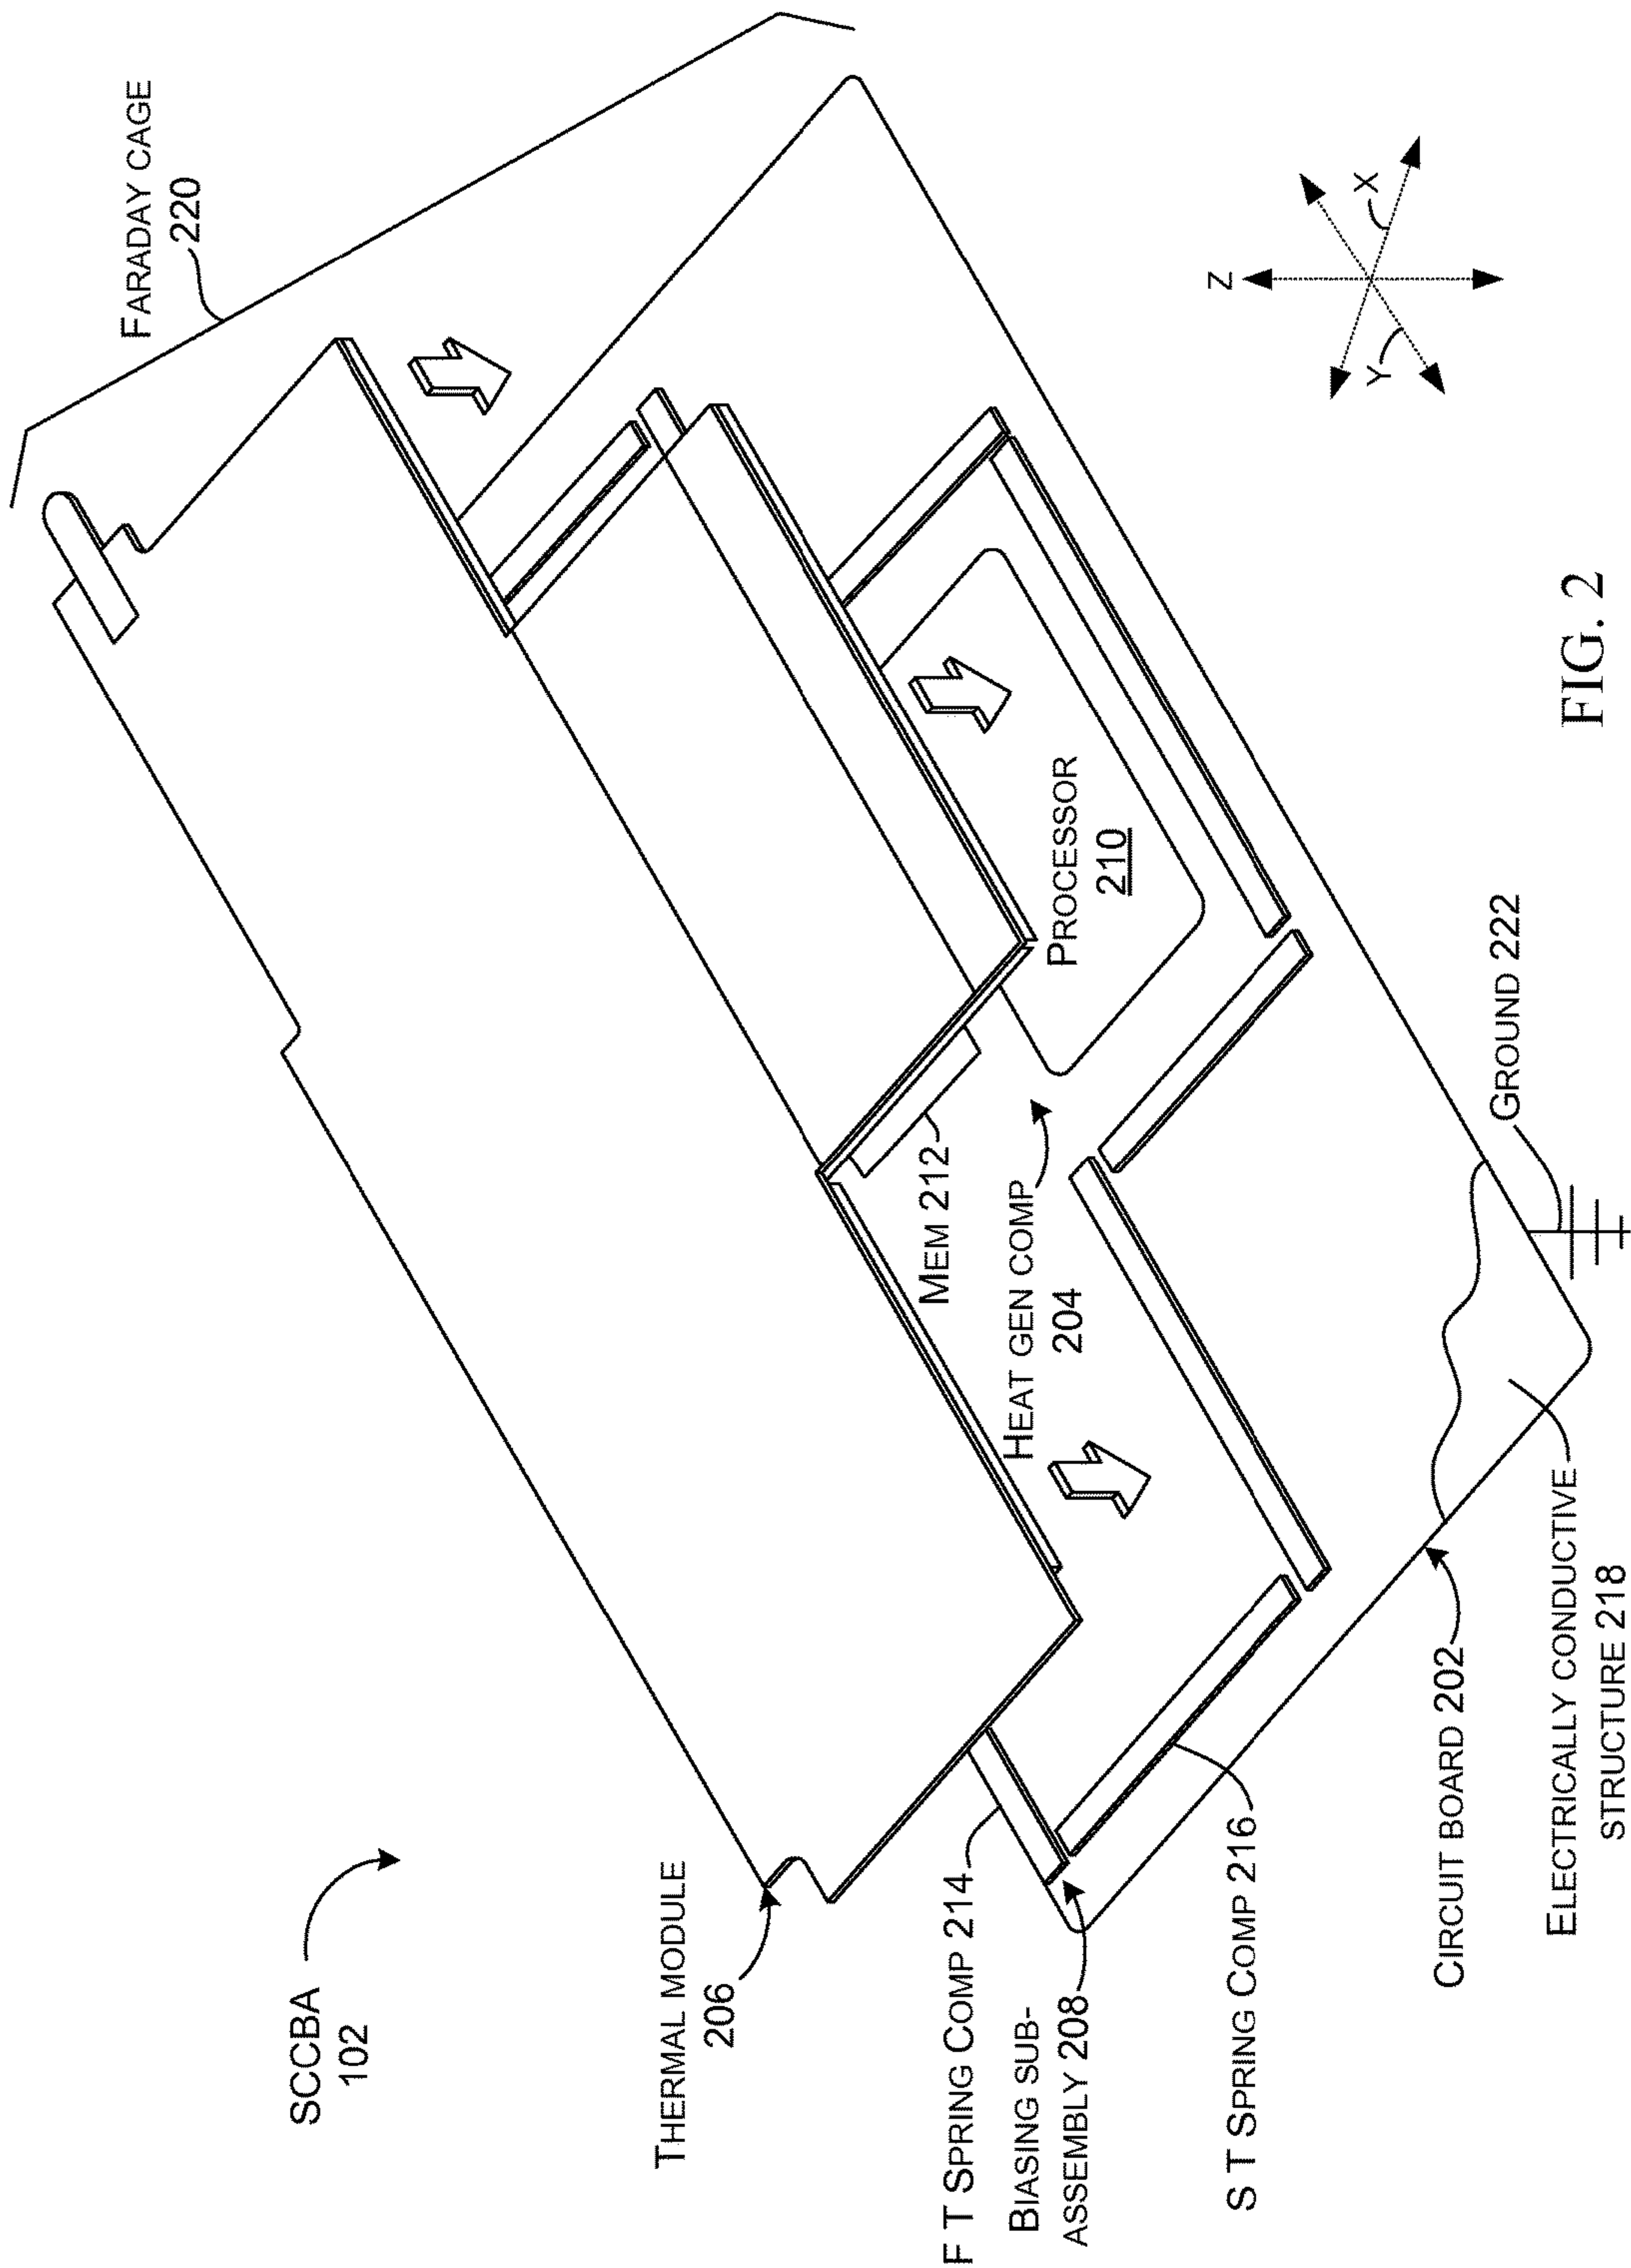 SCCBA
102
FARADAY CAGE
220
THERMAL MODULE
206
F T SPRING COMP 214
BIASING SUB-
ASSEMBLY 208
S T SPRING COMP 216
MEM 212
HEAT GEN COMP
204
PROCESSOR
210
CIRCUIT BOARD 202
ELECTRICALLY CONDUCTIVE
STRUCTURE 218
GROUND 222
Z
Y
X
FIG. 2